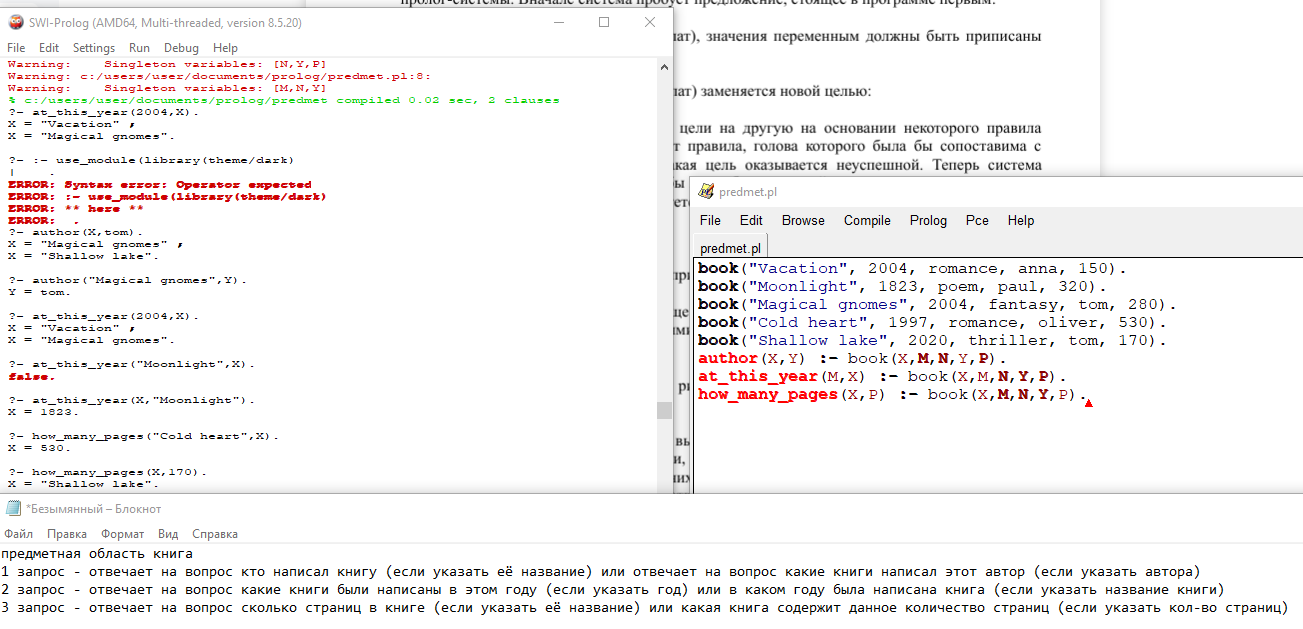 пролог-системы. Вначале система пробует предложение, стоящее в программе первым.
SWI-Prolog (AMD64, Multi-threaded, version 8.5.20)
File Edit Settings Run Debug Help
Warning: Singleton variables: [N,Y,P]
Warning: c:/users/user/documents/prolog/predmet.pl:8:
Warning: Singleton variables: [M,N,Y]
% c:/users/user/documents/prolog/predmet compiled 0.02 sec, 2 clauses
?- at_this_year(2004,X).
X = "Vacation" ;
X = "Magical gnomes".
?- :- use_module(library(theme/dark)
| .
ERROR: Syntax error: Operator expected
ERROR: :- use_module(library(theme/dark)
ERROR: ** here **
ERROR: .
?- author(X,tom).
X = "Magical gnomes" ;
X = "Shallow lake".
?- author("Magical gnomes",Y).
Y = tom.
?- at_this_year(2004,X).
X = "Vacation" ;
X = "Magical gnomes".
?- at_this_year("Moonlight",X).
false.
?- at_this_year(X,"Moonlight").
X = 1823.
?- how_many_pages("Cold heart",X).
X = 530.
?- how_many_pages(X,170).
X = "Shallow lake".
значения переменным должны быть приписаны
заменяется новой целью:
цели на другую на основании некоторого правила
правила, голова которого была бы сопоставима с
цель оказывается неуспешной. Теперь система
predmet.pl
File Edit Browse Compile Prolog Pce Help
predmet.pl
book("Vacation", 2004, romance, anna, 150).
book("Moonlight", 1823, poem, paul, 320).
book("Magical gnomes", 2004, fantasy, tom, 280).
book("Cold heart", 1997, romance, oliver, 530).
book("Shallow lake", 2020, thriller, tom, 170).
author(X,Y) :- book(X,M,N,Y,P).
at_this_year(M,X) :- book(X,M,N,Y,P).
how_many_pages(X,P) :- book(X,M,N,Y,P).
*Безымянный – Блокнот
Файл Правка Формат Вид Справка
предметная область книга
1 запрос - отвечает на вопрос кто написал книгу (если указать её название) или отвечает на вопрос какие книги написал этот автор (если указать автора)
2 запрос - отвечает на вопрос какие книги были написаны в этом году (если указать год) или в каком году была написана книга (если указать название книги)
3 запрос - отвечает на вопрос сколько страниц в книге (если указать её название) или какая книга содержит данное количество страниц (если указать кол-во страниц)